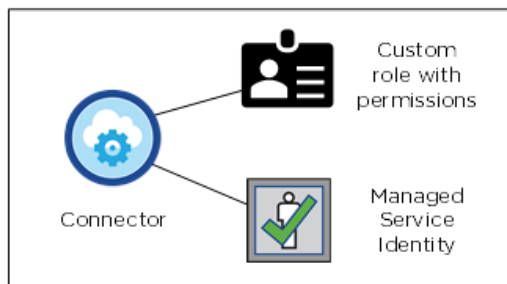 Custom
role with
permissions
Connector
Managed
Service
Identity